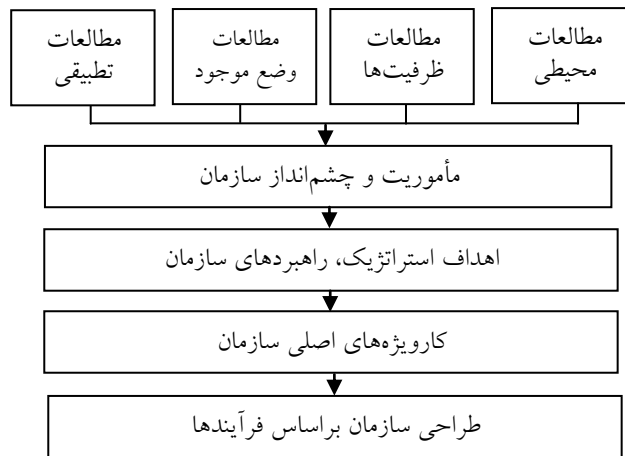 مطالعات
محیطی
مطالعات
ظرفیت‌ها
مطالعات
وضع موجود
مطالعات
تطبیقی
مأموریت و چشم‌انداز سازمان
اهداف استراتژیک، راهبردهای سازمان
کارویژه‌های اصلی سازمان
طراحی سازمان براساس فرآیندها